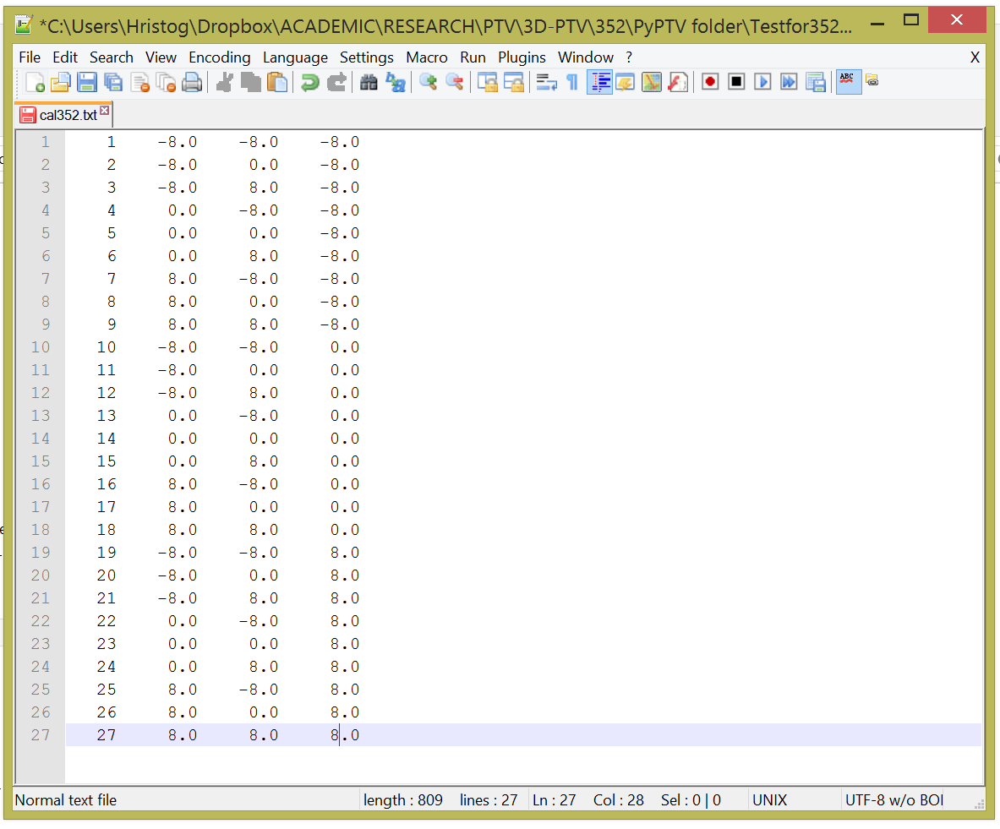 *C:\Users\Hristog\Dropbox\ACADEMIC\RESEARCH\PTV\3D-PTV\352\PyPTV folder\Testfor352...
File Edit Search View Encoding Language Settings Macro Run Plugins Window ? X
ABC
cal352.txt
1 1 -8.0 -8.0 -8.0
2 2 -8.0 0.0 -8.0
3 3 -8.0 8.0 -8.0
4 4 0.0 -8.0 -8.0
5 5 0.0 0.0 -8.0
6 6 0.0 8.0 -8.0
7 7 8.0 -8.0 -8.0
8 8 8.0 0.0 -8.0
9 9 8.0 8.0 -8.0
10 10 -8.0 -8.0 0.0
11 11 -8.0 0.0 0.0
12 12 -8.0 8.0 0.0
13 13 0.0 -8.0 0.0
14 14 0.0 0.0 0.0
15 15 0.0 8.0 0.0
16 16 8.0 -8.0 0.0
17 17 8.0 0.0 0.0
18 18 8.0 8.0 0.0
19 19 -8.0 -8.0 8.0
20 20 -8.0 0.0 8.0
21 21 -8.0 8.0 8.0
22 22 0.0 -8.0 8.0
23 23 0.0 0.0 8.0
24 24 0.0 8.0 8.0
25 25 8.0 -8.0 8.0
26 26 8.0 0.0 8.0
27 27 8.0 8.0 8.0
Normal text file length : 809 lines : 27 Ln : 27 Col : 28 Sel : 0 | 0 UNIX UTF-8 w/o BOI